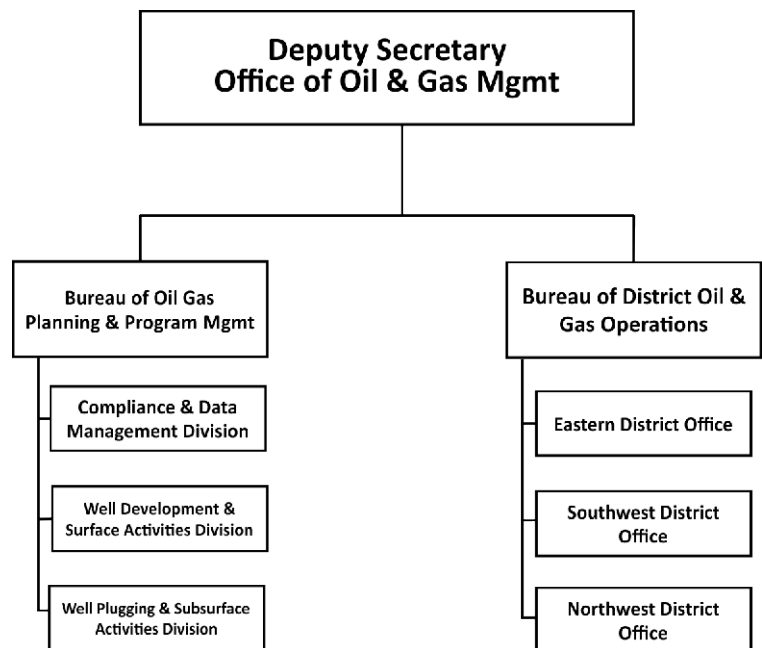 Deputy Secretary
Office of Oil & Gas Mgmt
Bureau of Oil Gas
Planning & Program Mgmt
Compliance & Data
Management Division
Well Development &
Surface Activities Division
Well Plugging & Subsurface
Activities Division
Bureau of District Oil &
Gas Operations
Eastern District Office
Southwest District
Office
Northwest District
Office